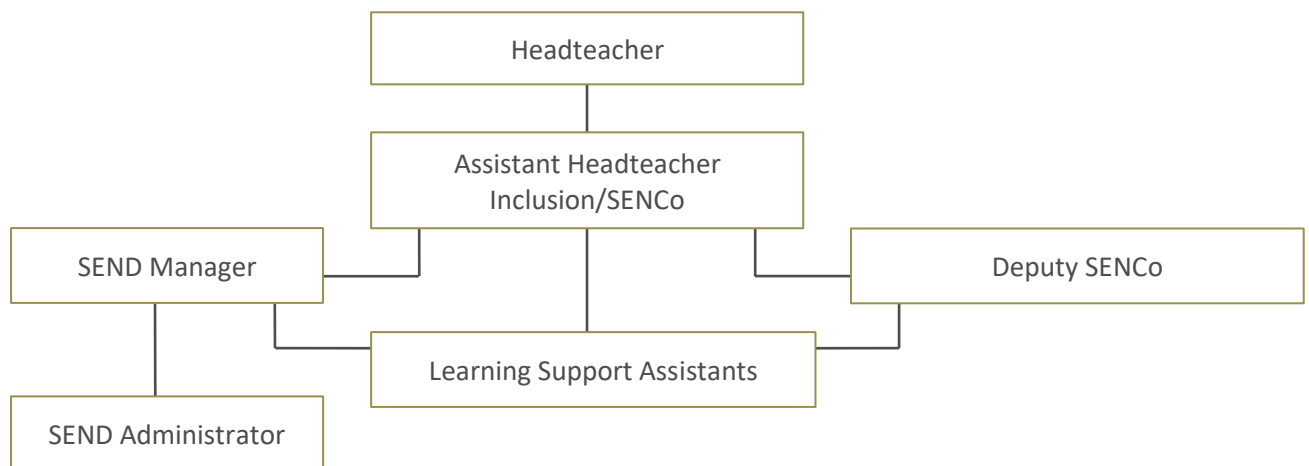 Headteacher
Assistant Headteacher
Inclusion/SENCo
SEND Manager
Deputy SENCo
Learning Support Assistants
SEND Administrator